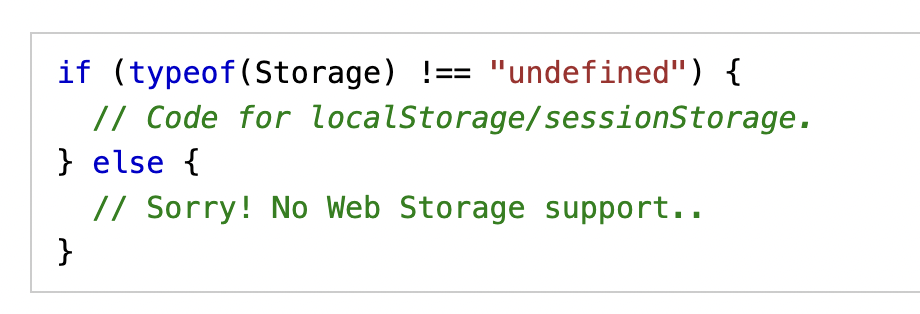 if (typeof(Storage) !== "undefined") {
  // Code for localStorage/sessionStorage.
} else {
  // Sorry! No Web Storage support..
}